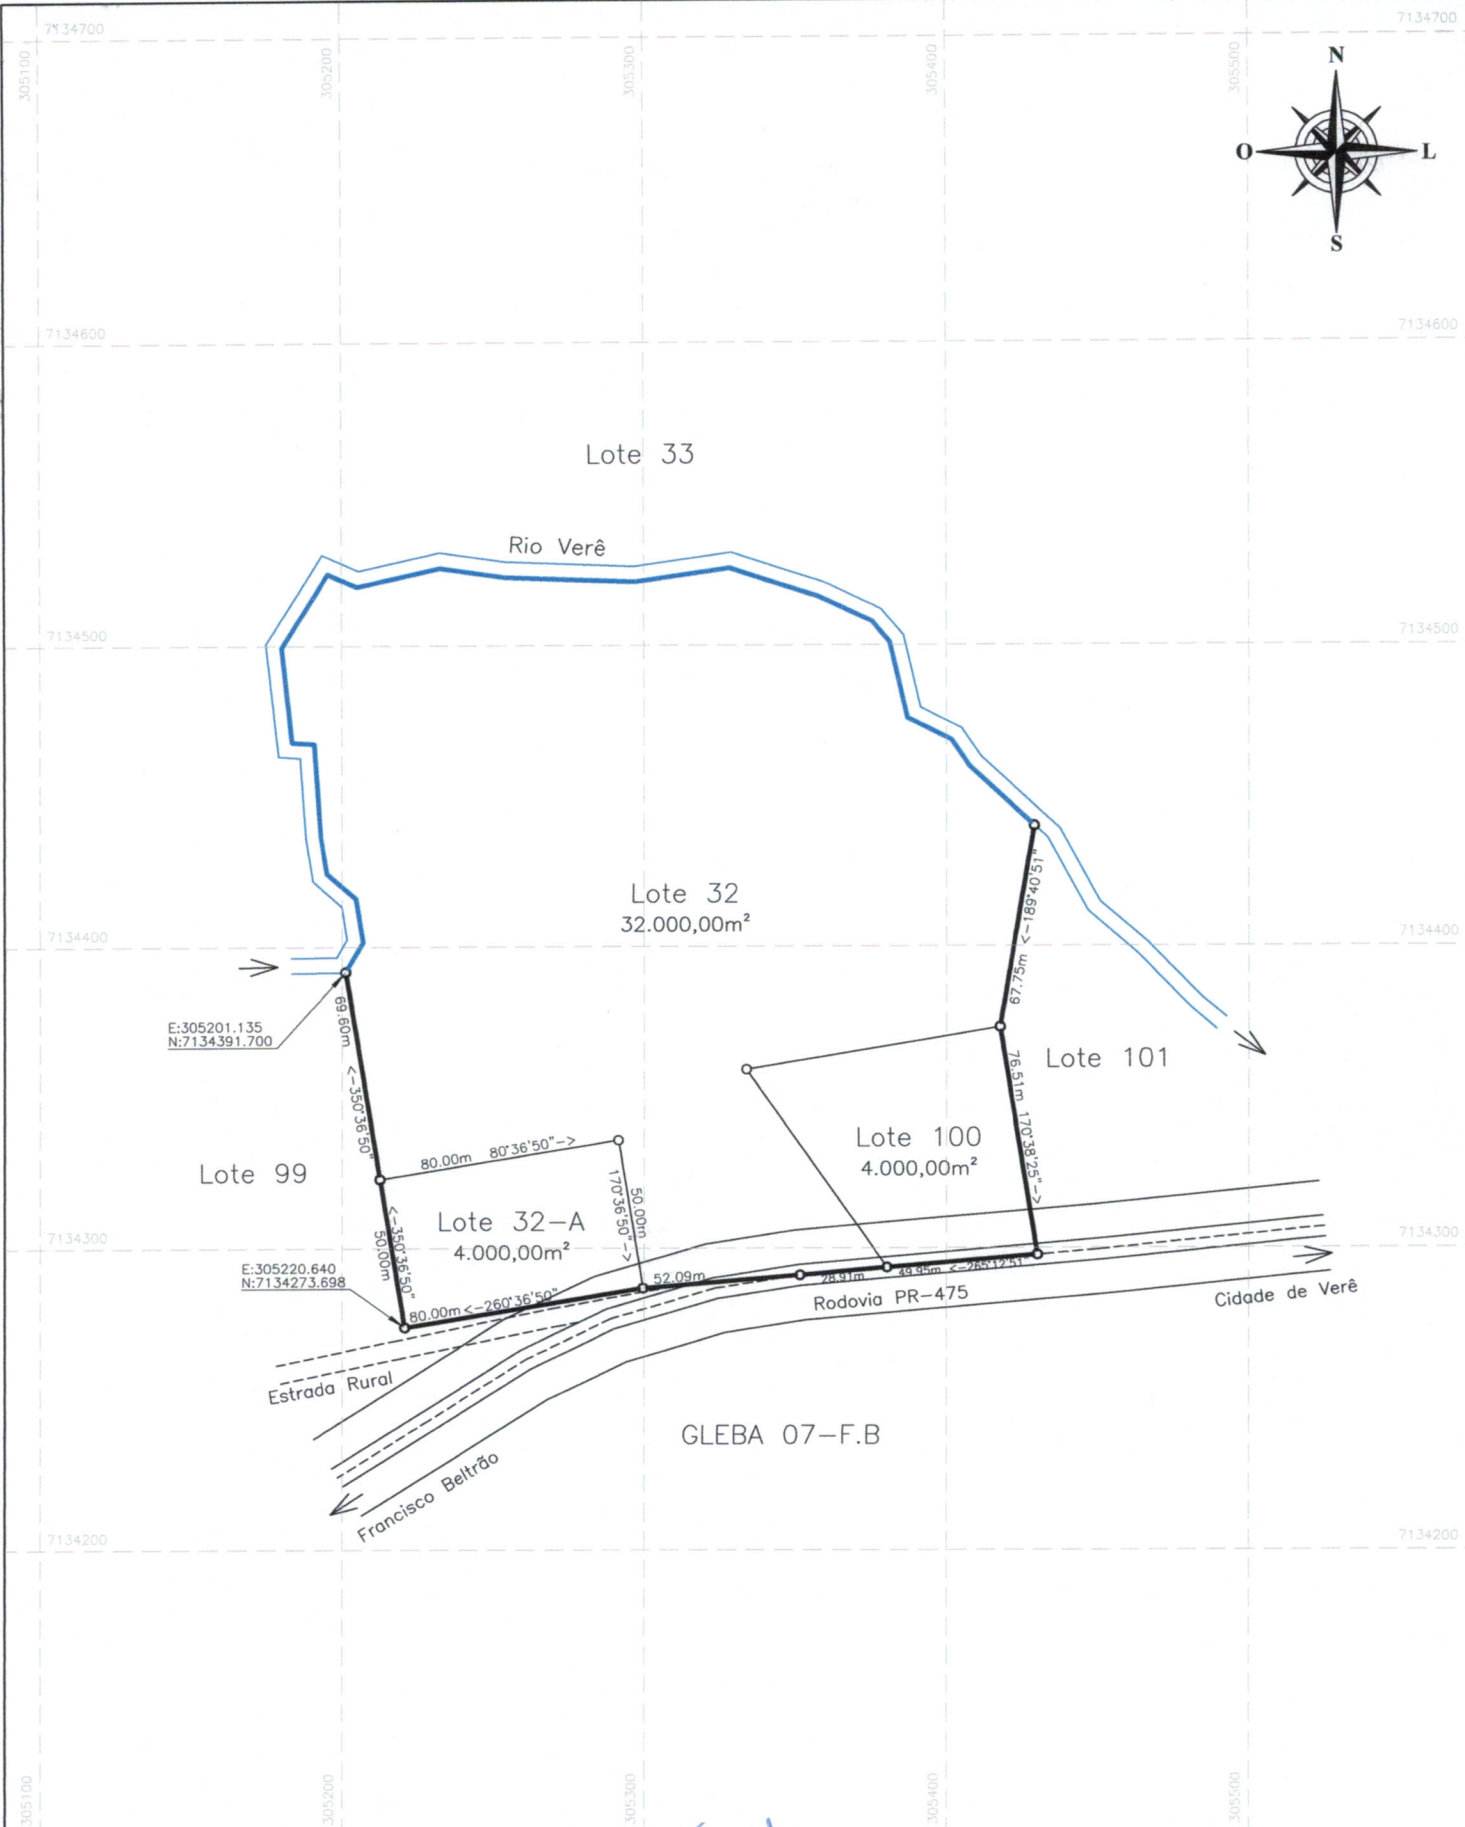 7134700
7134700
305100
305200
305300
305400
305500
N
O
L
S
7134600
7134600
Lote 33
Rio Verê
7134500
7134500
Lote 32
32.000,00m²
67.75m <-189°40'51"
7134400
7134400
E:305201.135
N:7134391.700
69.60m
<-350°36'50"
Lote 101
76.51m 170°38'25"->
Lote 100
4.000,00m²
80.00m 80°36'50"->
Lote 99
50.00m
170°36'50"->
Lote 32-A
4.000,00m²
<-350°36'50"
50.00m
7134300
7134300
E:305220.640
N:7134273.698
80.00m<-260°36'50"
52.09m
28.91m
49.95m <-265°12'51"
Rodovia PR-475
Cidade de Verê
Estrada Rural
GLEBA 07-F.B
Francisco Beltrão
7134200
7134200
305100
305200
305300
305400
305500